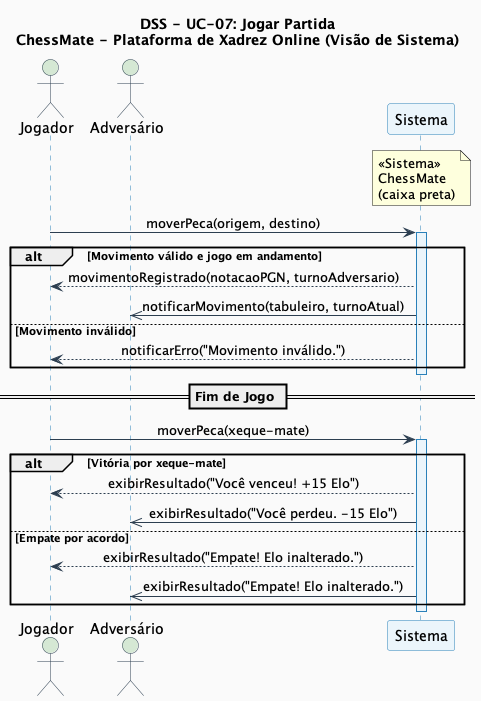 DSS – UC-07: Jogar Partida
ChessMate – Plataforma de Xadrez Online (Visão de Sistema)
Jogador
Adversário
Sistema
«Sistema»
ChessMate
(caixa preta)
moverPeca(origem, destino)
alt
[Movimento válido e jogo em andamento]
movimentoRegistrado(notacaoPGN, turnoAdversario)
notificarMovimento(tabuleiro, turnoAtual)
[Movimento inválido]
notificarErro("Movimento inválido.")
Fim de Jogo
moverPeca(xeque-mate)
alt
[Vitória por xeque-mate]
exibirResultado("Você venceu! +15 Elo")
exibirResultado("Você perdeu. −15 Elo")
[Empate por acordo]
exibirResultado("Empate! Elo inalterado.")
exibirResultado("Empate! Elo inalterado.")
Jogador
Adversário
Sistema